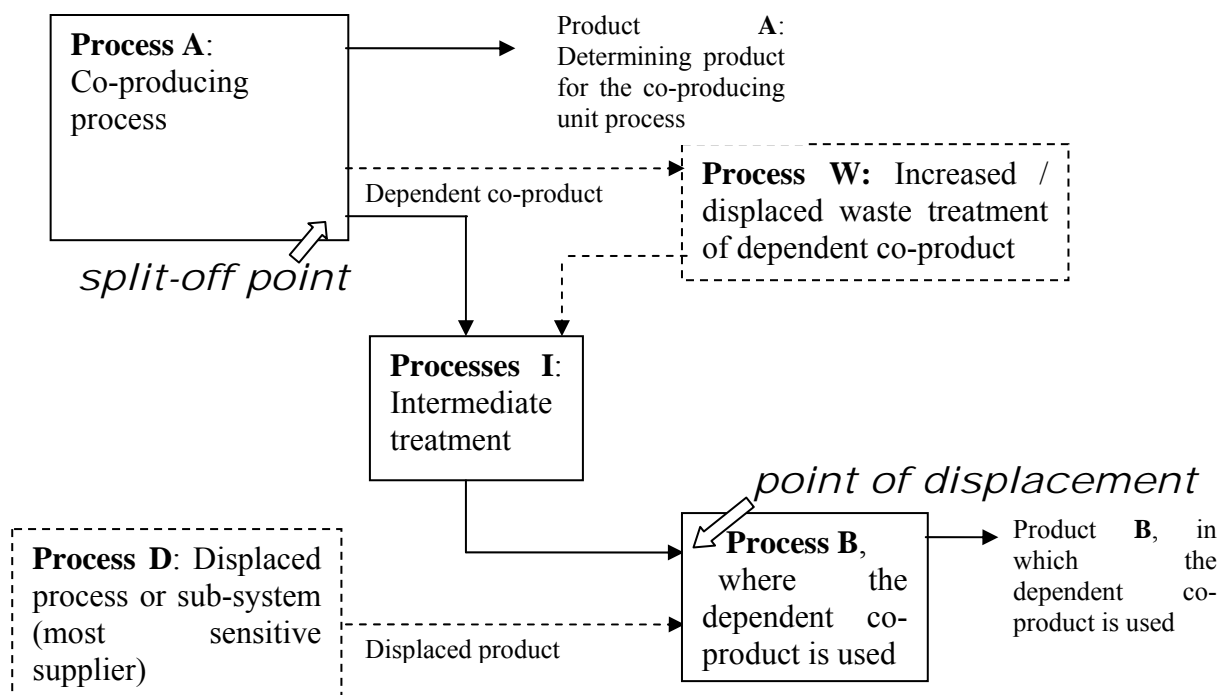 Process A:
Co-producing
process
Product A:
Determining product
for the co-producing
unit process
Dependent co-product
Process W: Increased /
displaced waste treatment
of dependent co-product
split-off point
Processes I:
Intermediate
treatment
point of displacement
Process D: Displaced
process or sub-system
(most sensitive
supplier)
Displaced product
Process B,
where the
dependent co-
product is used
Product B, in
which the
dependent co-
product is used